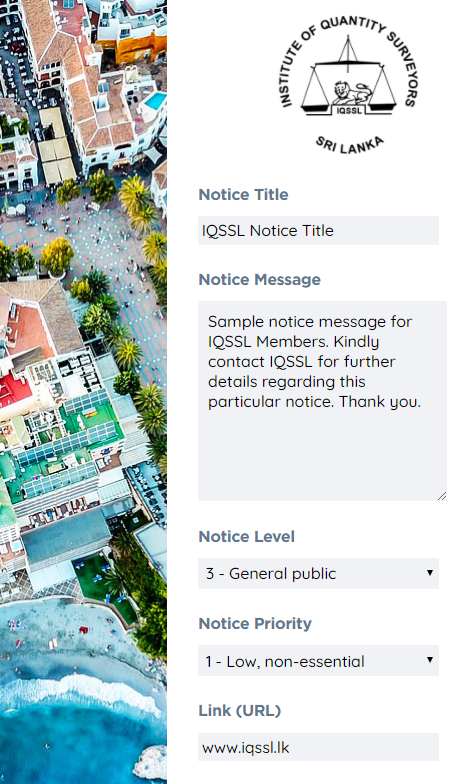 INSTITUTE OF QUANTITY SURVEYORS
IQSSL
SRI LANKA
Notice Title
IQSSL Notice Title
Notice Message
Sample notice message for
IQSSL Members. Kindly
contact IQSSL for further
details regarding this
particular notice. Thank you.
Notice Level
3 - General public
Notice Priority
1 - Low, non-essential
Link (URL)
www.iqssl.lk